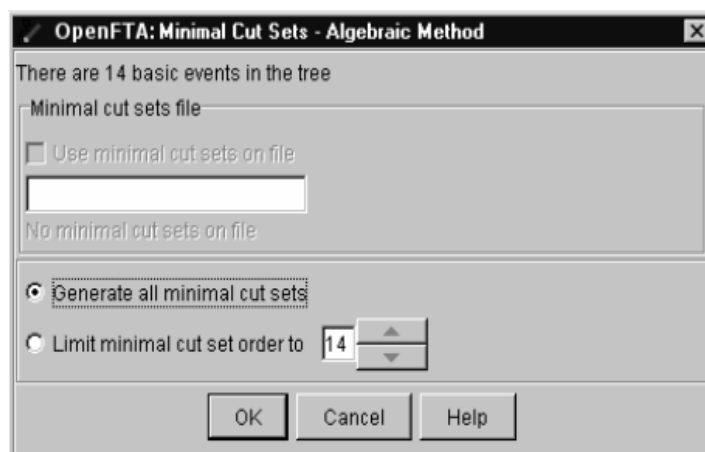 OpenFTA: Minimal Cut Sets - Algebraic Method
There are 14 basic events in the tree
Minimal cut sets file
Use minimal cut sets on file
No minimal cut sets on file
Generate all minimal cut sets
Limit minimal cut set order to 14
OK Cancel Help